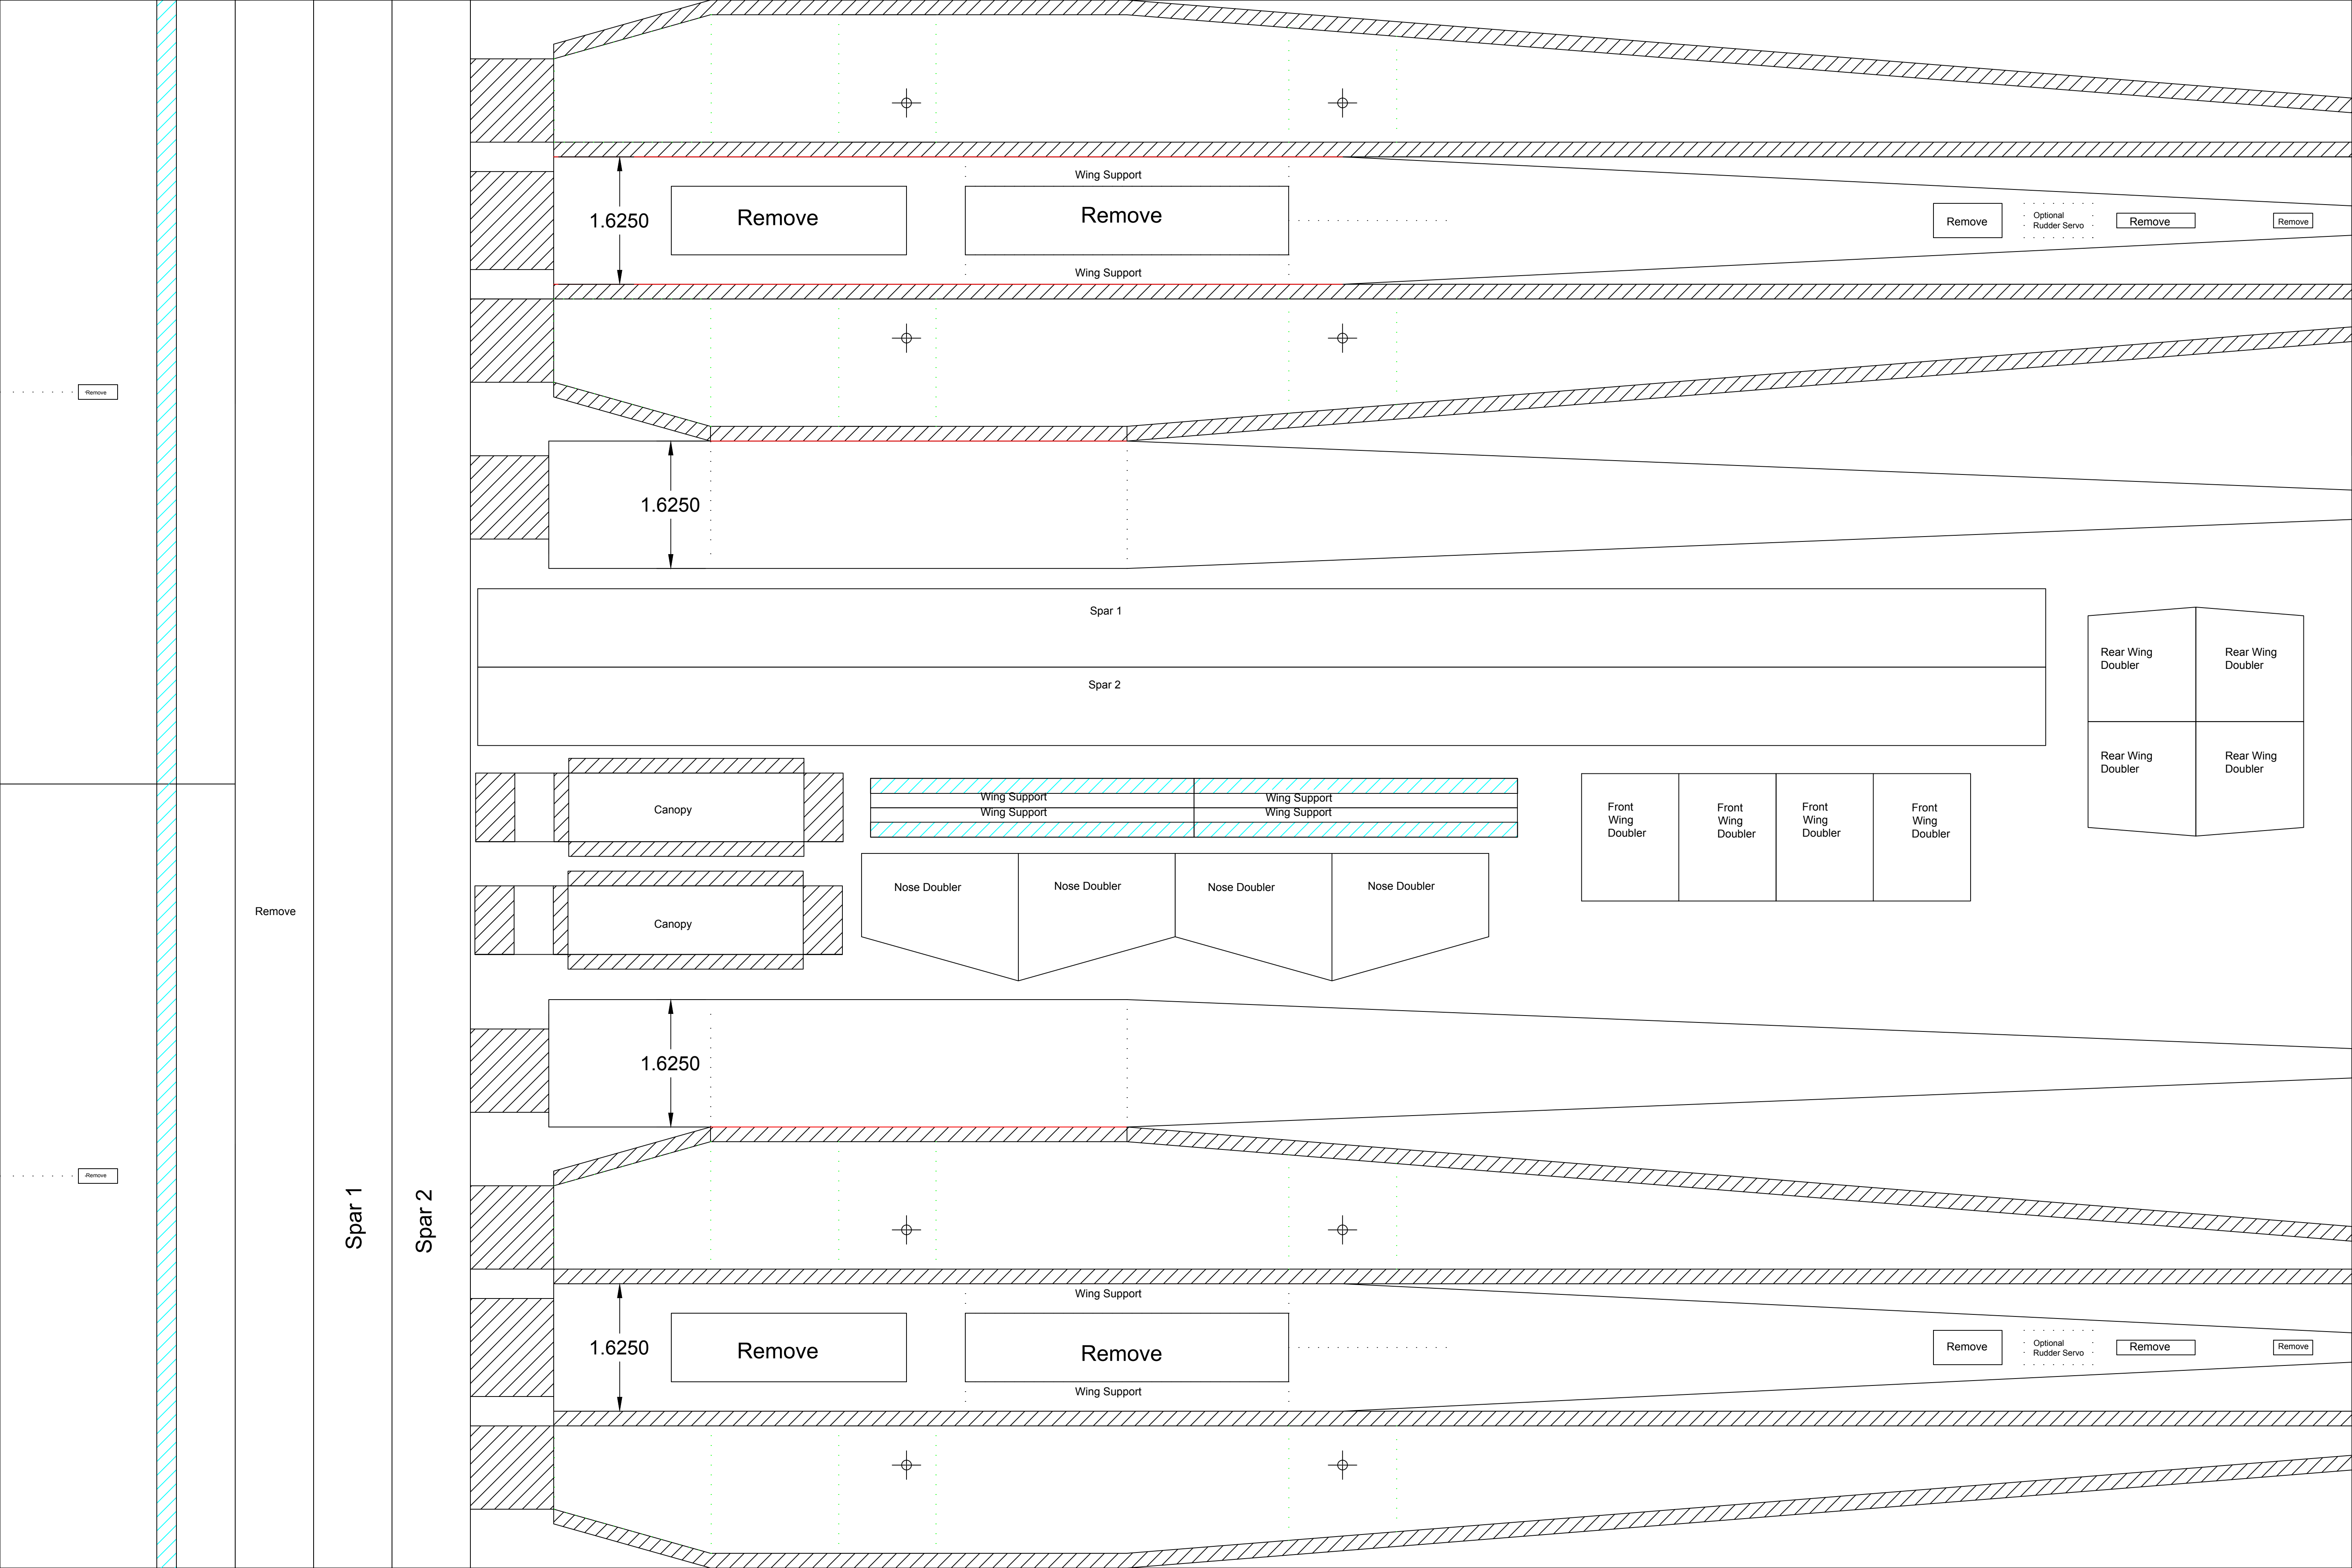 Wing Support
1.6250
Remove
Remove
Remove
Optional
Rudder Servo
Remove
Remove
Wing Support
Remove
1.6250
Spar 1
Spar 2
Rear Wing
Doubler
Rear Wing
Doubler
Rear Wing
Doubler
Rear Wing
Doubler
Canopy
Wing Support
Wing Support
Wing Support
Wing Support
Front
Wing
Doubler
Front
Wing
Doubler
Front
Wing
Doubler
Front
Wing
Doubler
Nose Doubler
Nose Doubler
Nose Doubler
Nose Doubler
Canopy
Remove
1.6250
Remove
Spar 1
Spar 2
Wing Support
1.6250
Remove
Remove
Remove
Optional
Rudder Servo
Remove
Remove
Wing Support